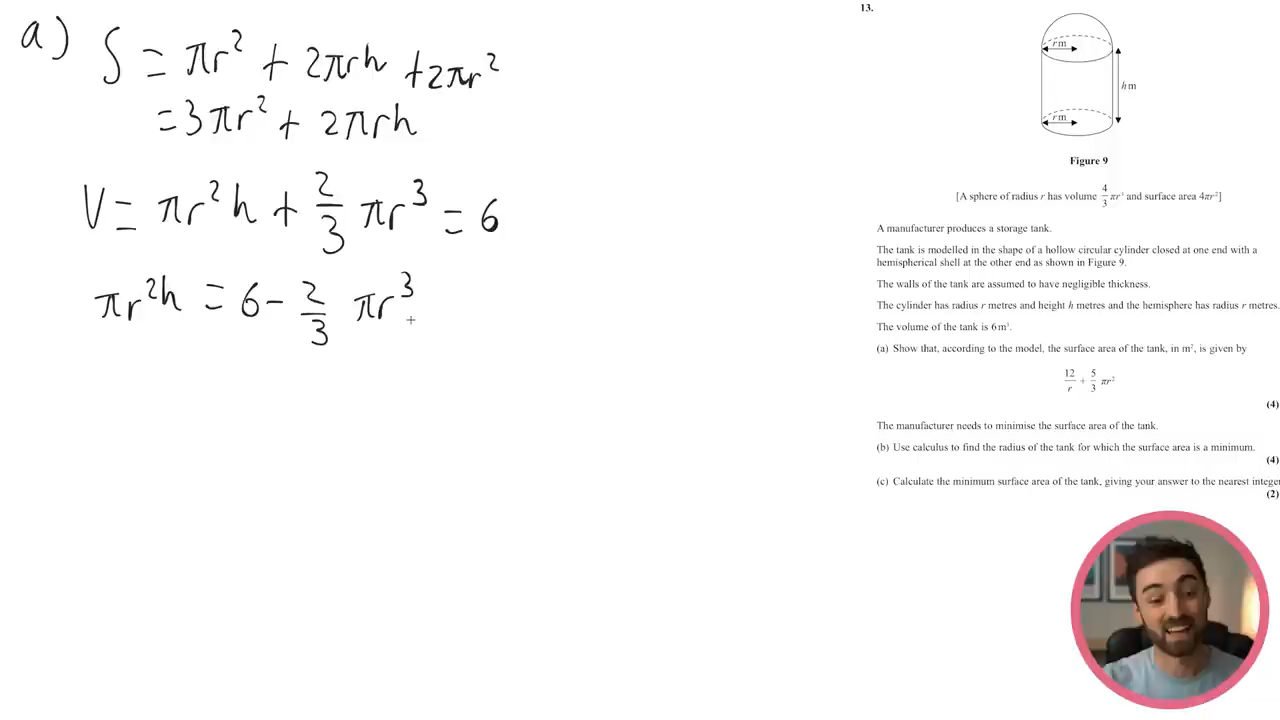 a) S = πr² + 2πrh + 2πr²
= 3πr² + 2πrh
V = πr²h + 2/3 πr³ = 6
πr²h = 6 - 2/3 πr³
13.
r m
h m
r m
Figure 9
[A sphere of radius r has volume 4/3 πr³ and surface area 4πr²]
A manufacturer produces a storage tank.
The tank is modelled in the shape of a hollow circular cylinder closed at one end with a
hemispherical shell at the other end as shown in Figure 9.
The walls of the tank are assumed to have negligible thickness.
The cylinder has radius r metres and height h metres and the hemisphere has radius r metres.
The volume of the tank is 6 m³.
(a) Show that, according to the model, the surface area of the tank, in m², is given by
12/r + 5/3 πr²
(4)
The manufacturer needs to minimise the surface area of the tank.
(b) Use calculus to find the radius of the tank for which the surface area is a minimum.
(4)
(c) Calculate the minimum surface area of the tank, giving your answer to the nearest integer
(2)